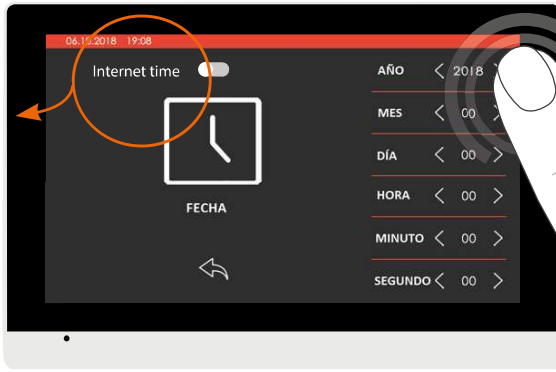 06.10.2018 19:08
Internet time
FECHA
AÑO 2018
MES 00
DÍA 00
HORA 00
MINUTO 00
SEGUNDO 00